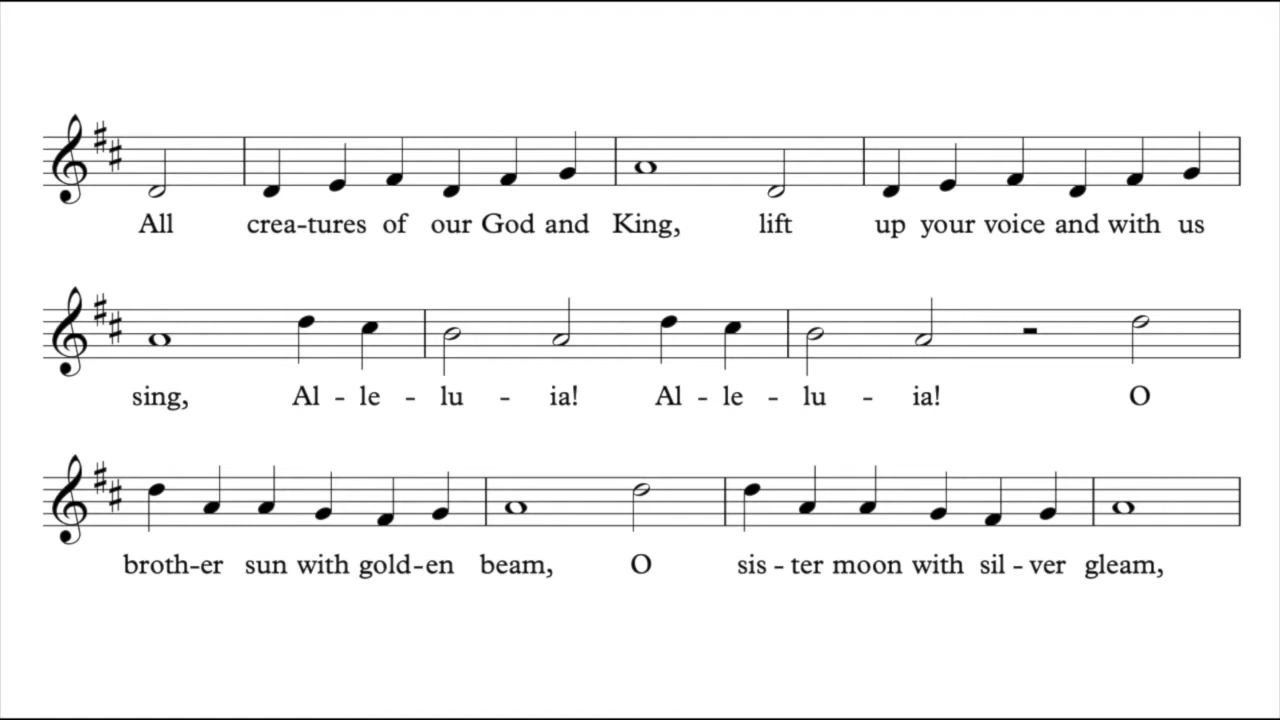 All crea-tures of our God and King, lift up your voice and with us
sing, Al - le - lu - ia! Al - le - lu - ia! O
broth-er sun with gold-en beam, O sis - ter moon with sil - ver gleam,